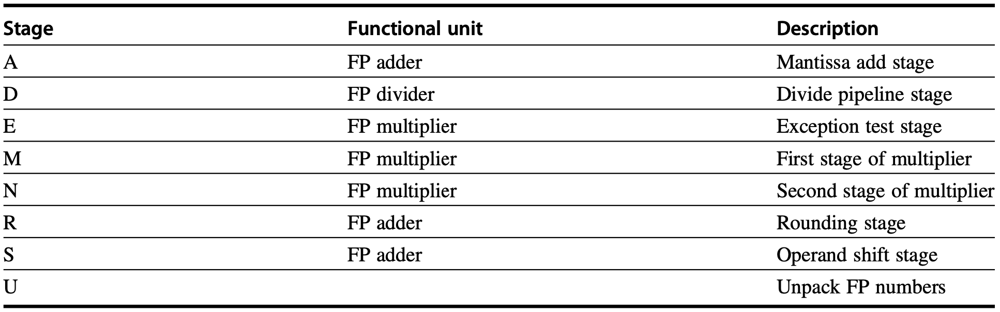 Stage Functional unit Description
A FP adder Mantissa add stage
D FP divider Divide pipeline stage
E FP multiplier Exception test stage
M FP multiplier First stage of multiplier
N FP multiplier Second stage of multiplier
R FP adder Rounding stage
S FP adder Operand shift stage
U Unpack FP numbers